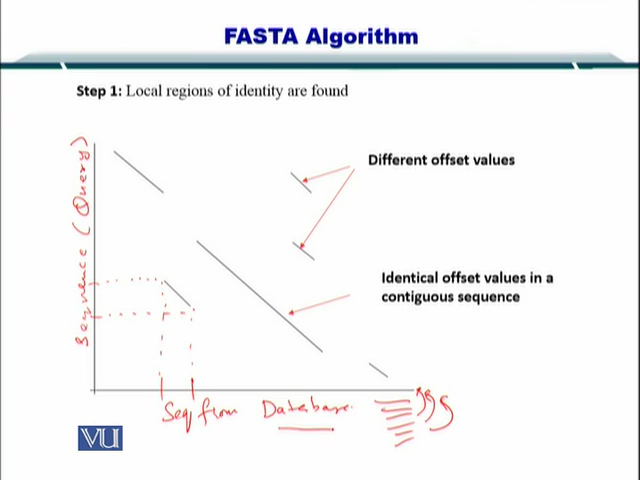 FASTA Algorithm
Step 1: Local regions of identity are found
Different offset values
Identical offset values in a
contiguous sequence
Sequence (Query)
Seq from Database
VU